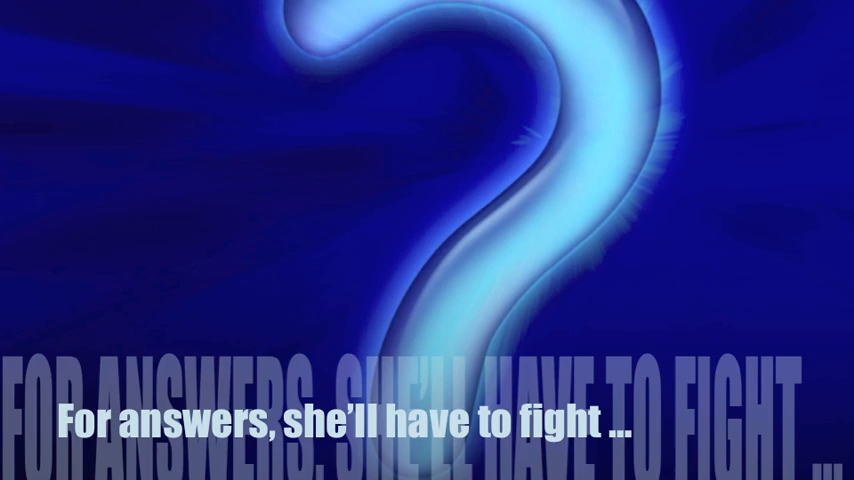 FOR ANSWERS, SHE'LL HAVE TO FIGHT ...
For answers, she’ll have to fight ...